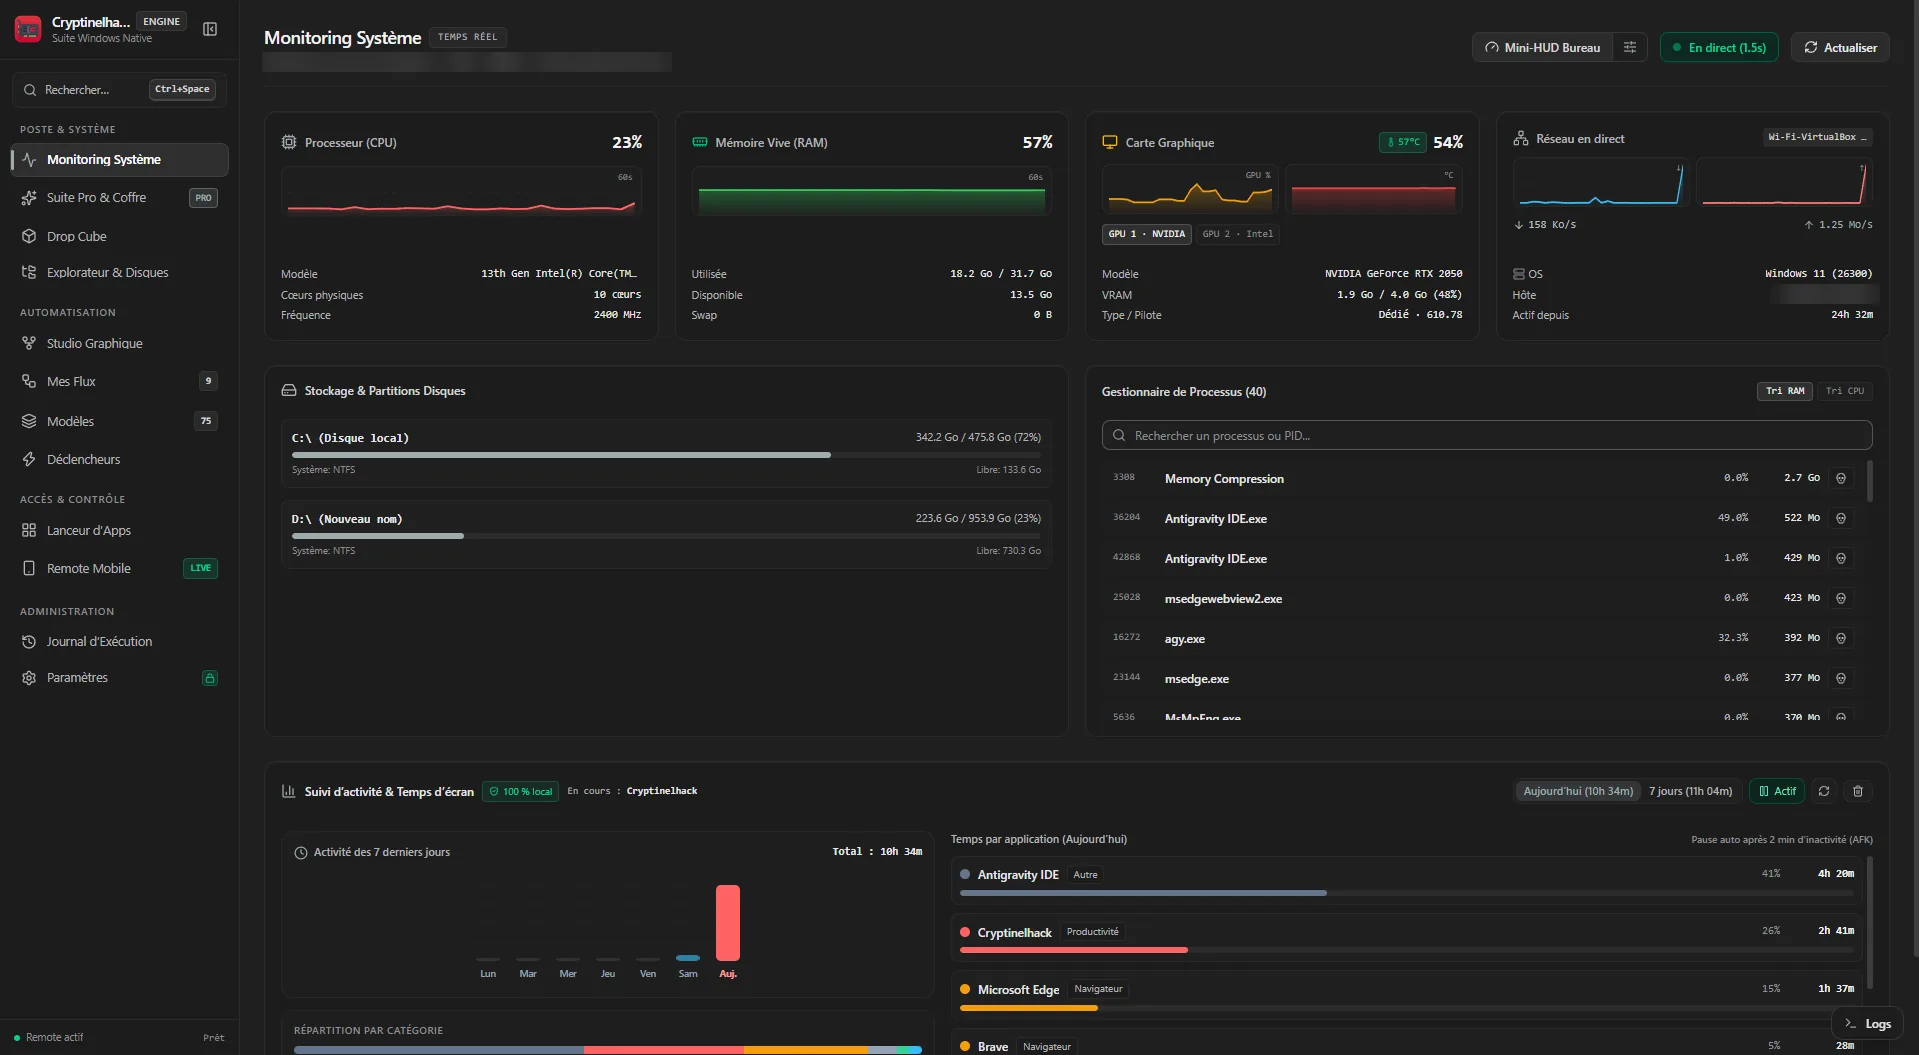 Cryptinelha... ENGINE
Suite Windows Native
Rechercher... Ctrl+Space
POSTE & SYSTÈME
Monitoring Système
Suite Pro & Coffre PRO
Drop Cube
Explorateur & Disques
AUTOMATISATION
Studio Graphique
Mes Flux 9
Modèles 75
Déclencheurs
ACCÈS & CONTRÔLE
Lanceur d'Apps
Remote Mobile LIVE
ADMINISTRATION
Journal d'Exécution
Paramètres
Remote actif Prêt
Monitoring Système TEMPS RÉEL
Mini-HUD Bureau En direct (1.5s) Actualiser
Processeur (CPU) 23%
60s
Modèle 13th Gen Intel(R) Core(TM…
Cœurs physiques 10 cœurs
Fréquence 2400 MHz
Mémoire Vive (RAM) 57%
60s
Utilisée 18.2 Go / 31.7 Go
Disponible 13.5 Go
Swap 0 B
Carte Graphique 57°C 54%
GPU % °C
GPU 1 · NVIDIA GPU 2 · Intel
Modèle NVIDIA GeForce RTX 2050
VRAM 1.9 Go / 4.0 Go (48%)
Type / Pilote Dédié · 610.78
Réseau en direct Wi-Fi-VirtualBox …
↓ ↑
↓ 158 Ko/s ↑ 1.25 Mo/s
OS Windows 11 (26300)
Hôte
Actif depuis 24h 32m
Stockage & Partitions Disques
C:\ (Disque local) 342.2 Go / 475.8 Go (72%)
Système: NTFS Libre: 133.6 Go
D:\ (Nouveau nom) 223.6 Go / 953.9 Go (23%)
Système: NTFS Libre: 730.3 Go
Gestionnaire de Processus (40) Tri RAM Tri CPU
Rechercher un processus ou PID...
3308 Memory Compression 0.0% 2.7 Go
36204 Antigravity IDE.exe 49.0% 522 Mo
42868 Antigravity IDE.exe 1.0% 429 Mo
25028 msedgewebview2.exe 0.0% 423 Mo
16272 agy.exe 32.3% 392 Mo
23144 msedge.exe 0.0% 377 Mo
5636 MsMpEng.exe 0.0% 370 Mo
Suivi d'activité & Temps d'écran 100 % local En cours : Cryptinelhack
Aujourd'hui (10h 34m) 7 jours (11h 04m) Actif
Activité des 7 derniers jours Total : 10h 34m
Lun Mar Mer Jeu Ven Sam Auj.
RÉPARTITION PAR CATÉGORIE
Temps par application (Aujourd'hui) Pause auto après 2 min d'inactivité (AFK)
Antigravity IDE Autre 41% 4h 20m
Cryptinelhack Productivité 26% 2h 41m
Microsoft Edge Navigateur 15% 1h 37m
Brave Navigateur 5% 28m
Logs